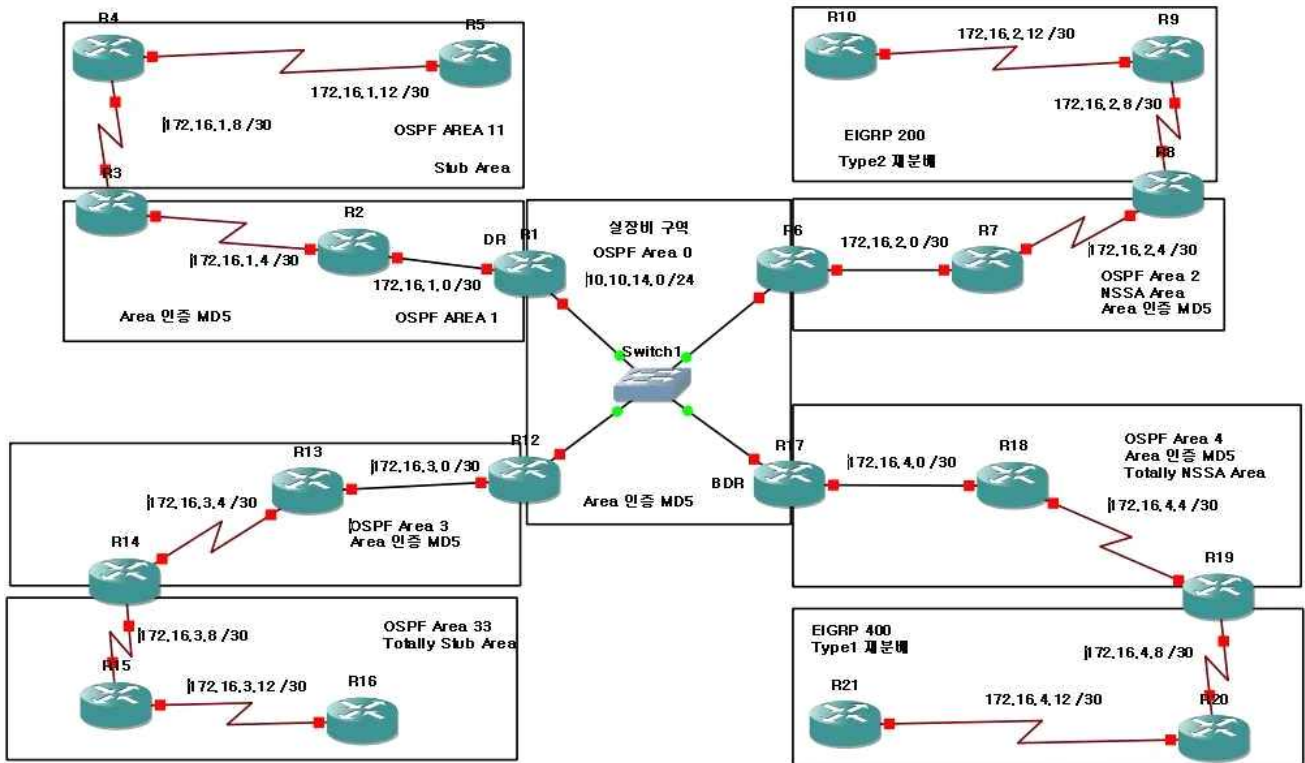 R4
R5
172.16.1.12 /30
172.16.1.8 /30
OSPF AREA 11
Stub Area
R3
R2
DR
R1
172.16.1.4 /30
172.16.1.0 /30
Area 인증 MD5
OSPF AREA 1
실장비 구역
OSPF Area 0
10.10.14.0 /24
Switch1
Area 인증 MD5
R10
172.16.2.12 /30
R9
172.16.2.8 /30
EIGRP 200
Type2 재분배
R8
R6
172.16.2.0 /30
R7
172.16.2.4 /30
OSPF Area 2
NSSA Area
Area 인증 MD5
R12
R13
172.16.3.0 /30
172.16.3.4 /30
OSPF Area 3
Area 인증 MD5
R14
172.16.3.8 /30
OSPF Area 33
Totally Stub Area
R15
172.16.3.12 /30
R16
R17
BDR
172.16.4.0 /30
R18
OSPF Area 4
Area 인증 MD5
Totally NSSA Area
172.16.4.4 /30
R19
EIGRP 400
Type1 재분배
172.16.4.8 /30
R21
172.16.4.12 /30
R20